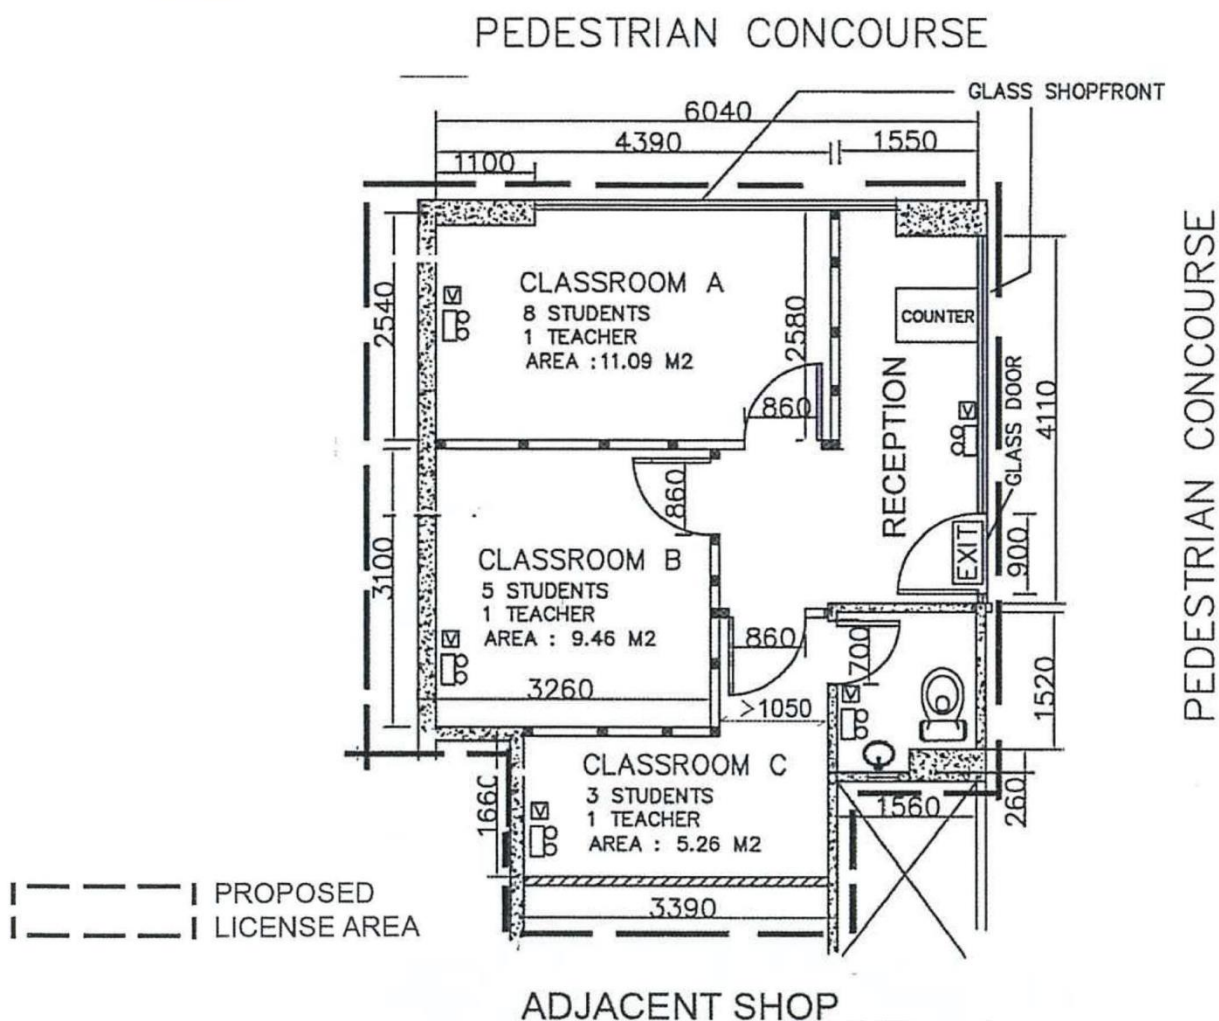 PEDESTRIAN CONCOURSE
GLASS SHOPFRONT
6040
4390
1550
1100
CLASSROOM A
8 STUDENTS
1 TEACHER
AREA :11.09 M2
V
2540
2580
860
COUNTER
RECEPTION
V
GLASS DOOR
4110
PEDESTRIAN CONCOURSE
860
CLASSROOM B
5 STUDENTS
1 TEACHER
AREA : 9.46 M2
V
3100
3260
EXIT
900
860
700
>1050
V
1520
CLASSROOM C
3 STUDENTS
1 TEACHER
AREA : 5.26 M2
V
1660
1560
260
3390
PROPOSED
LICENSE AREA
ADJACENT SHOP